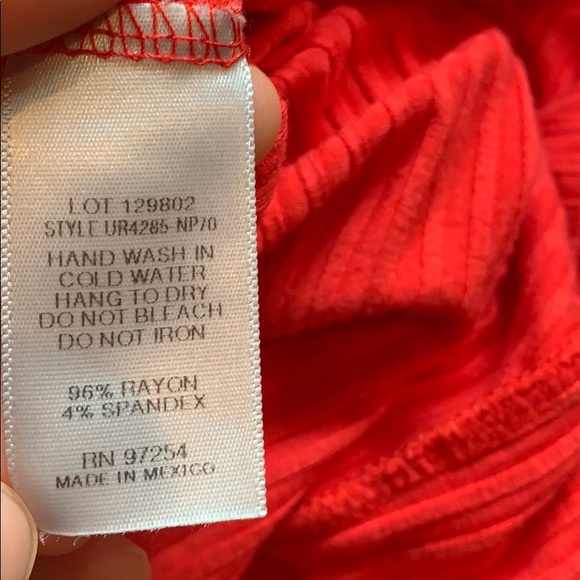 LOT 129802
STYLE UR4285-NP70
HAND WASH IN
COLD WATER
HANG TO DRY
DO NOT BLEACH
DO NOT IRON
96% RAYON
4% SPANDEX
RN 97254
MADE IN MEXICO